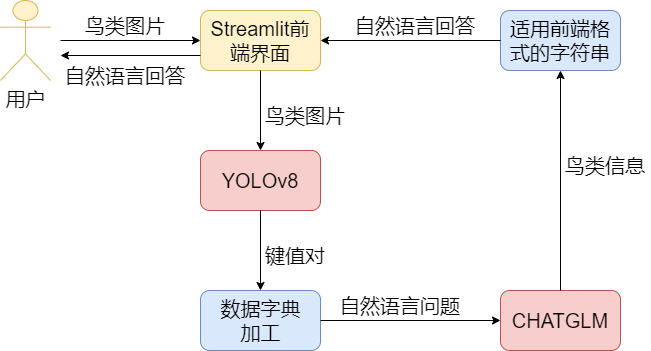 鸟类图片
Streamlit前
端界面
自然语言回答
适用前端格
式的字符串
自然语言回答
用户
鸟类图片
鸟类信息
YOLOv8
键值对
数据字典
加工
自然语言问题
CHATGLM